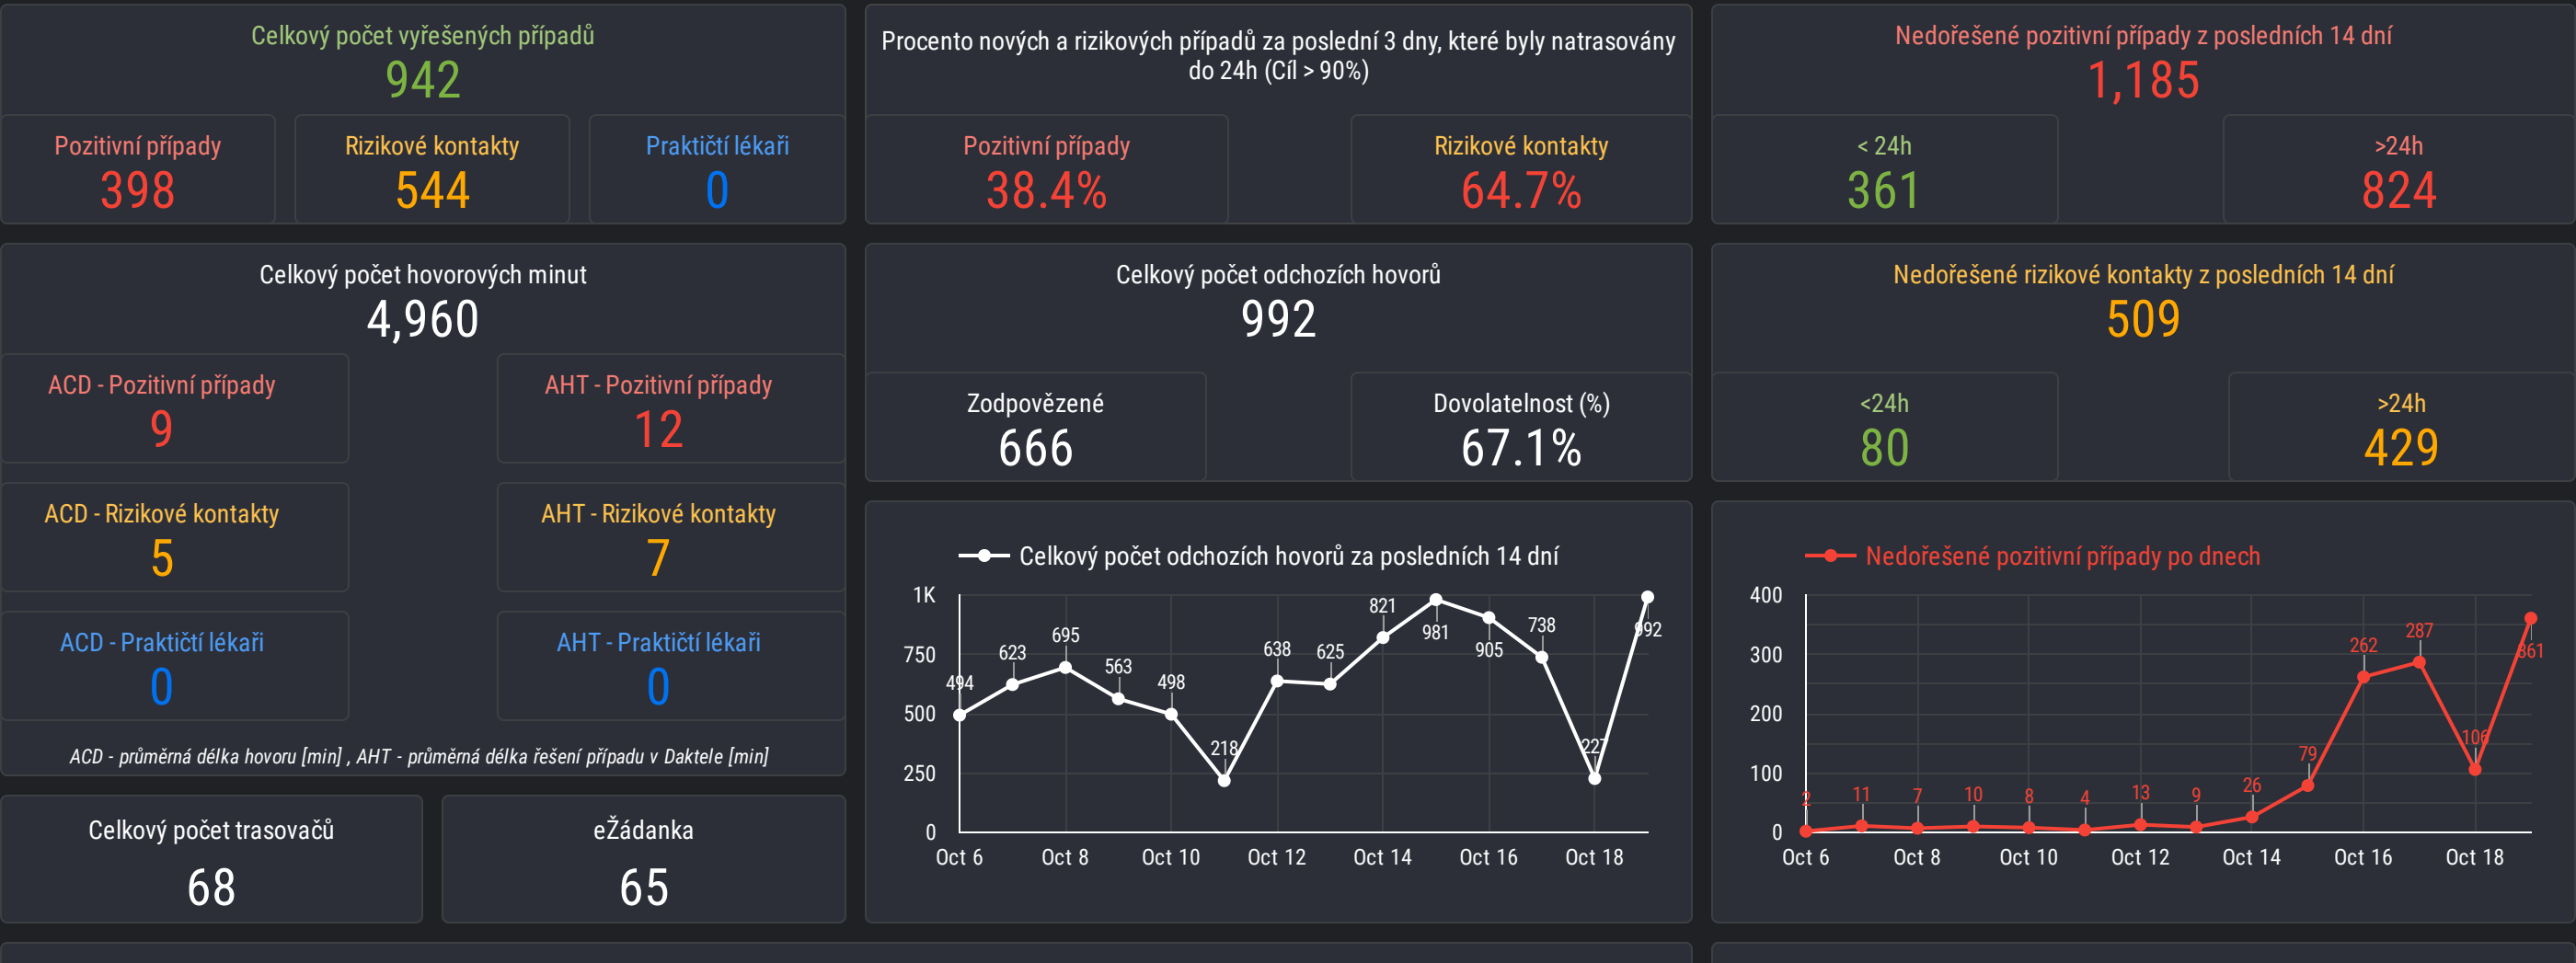 Celkový počet vyřešených případů
942
Pozitivní případy
398
Rizikové kontakty
544
Praktičtí lékaři
0
Procento nových a rizikových případů za poslední 3 dny, které byly natrasovány
do 24h (Cíl > 90%)
Pozitivní případy
38.4%
Rizikové kontakty
64.7%
Nedořešené pozitivní případy z posledních 14 dní
1,185
< 24h
361
>24h
824
Celkový počet hovorových minut
4,960
ACD - Pozitivní případy
9
AHT - Pozitivní případy
12
ACD - Rizikové kontakty
5
AHT - Rizikové kontakty
7
ACD - Praktičtí lékaři
0
AHT - Praktičtí lékaři
0
ACD - průměrná délka hovoru [min] , AHT - průměrná délka řešení případu v Daktele [min]
Celkový počet trasovačů
68
eŽádanka
65
Celkový počet odchozích hovorů
992
Zodpovězené
666
Dovolatelnost (%)
67.1%
Nedořešené rizikové kontakty z posledních 14 dní
509
<24h
80
>24h
429
Celkový počet odchozích hovorů za posledních 14 dní
1K
750
500
250
0
494
623
695
563
498
218
638
625
821
981
905
738
227
992
Oct 6
Oct 8
Oct 10
Oct 12
Oct 14
Oct 16
Oct 18
Nedořešené pozitivní případy po dnech
400
300
200
100
0
2
11
7
10
8
4
13
9
26
79
262
287
106
361
Oct 6
Oct 8
Oct 10
Oct 12
Oct 14
Oct 16
Oct 18